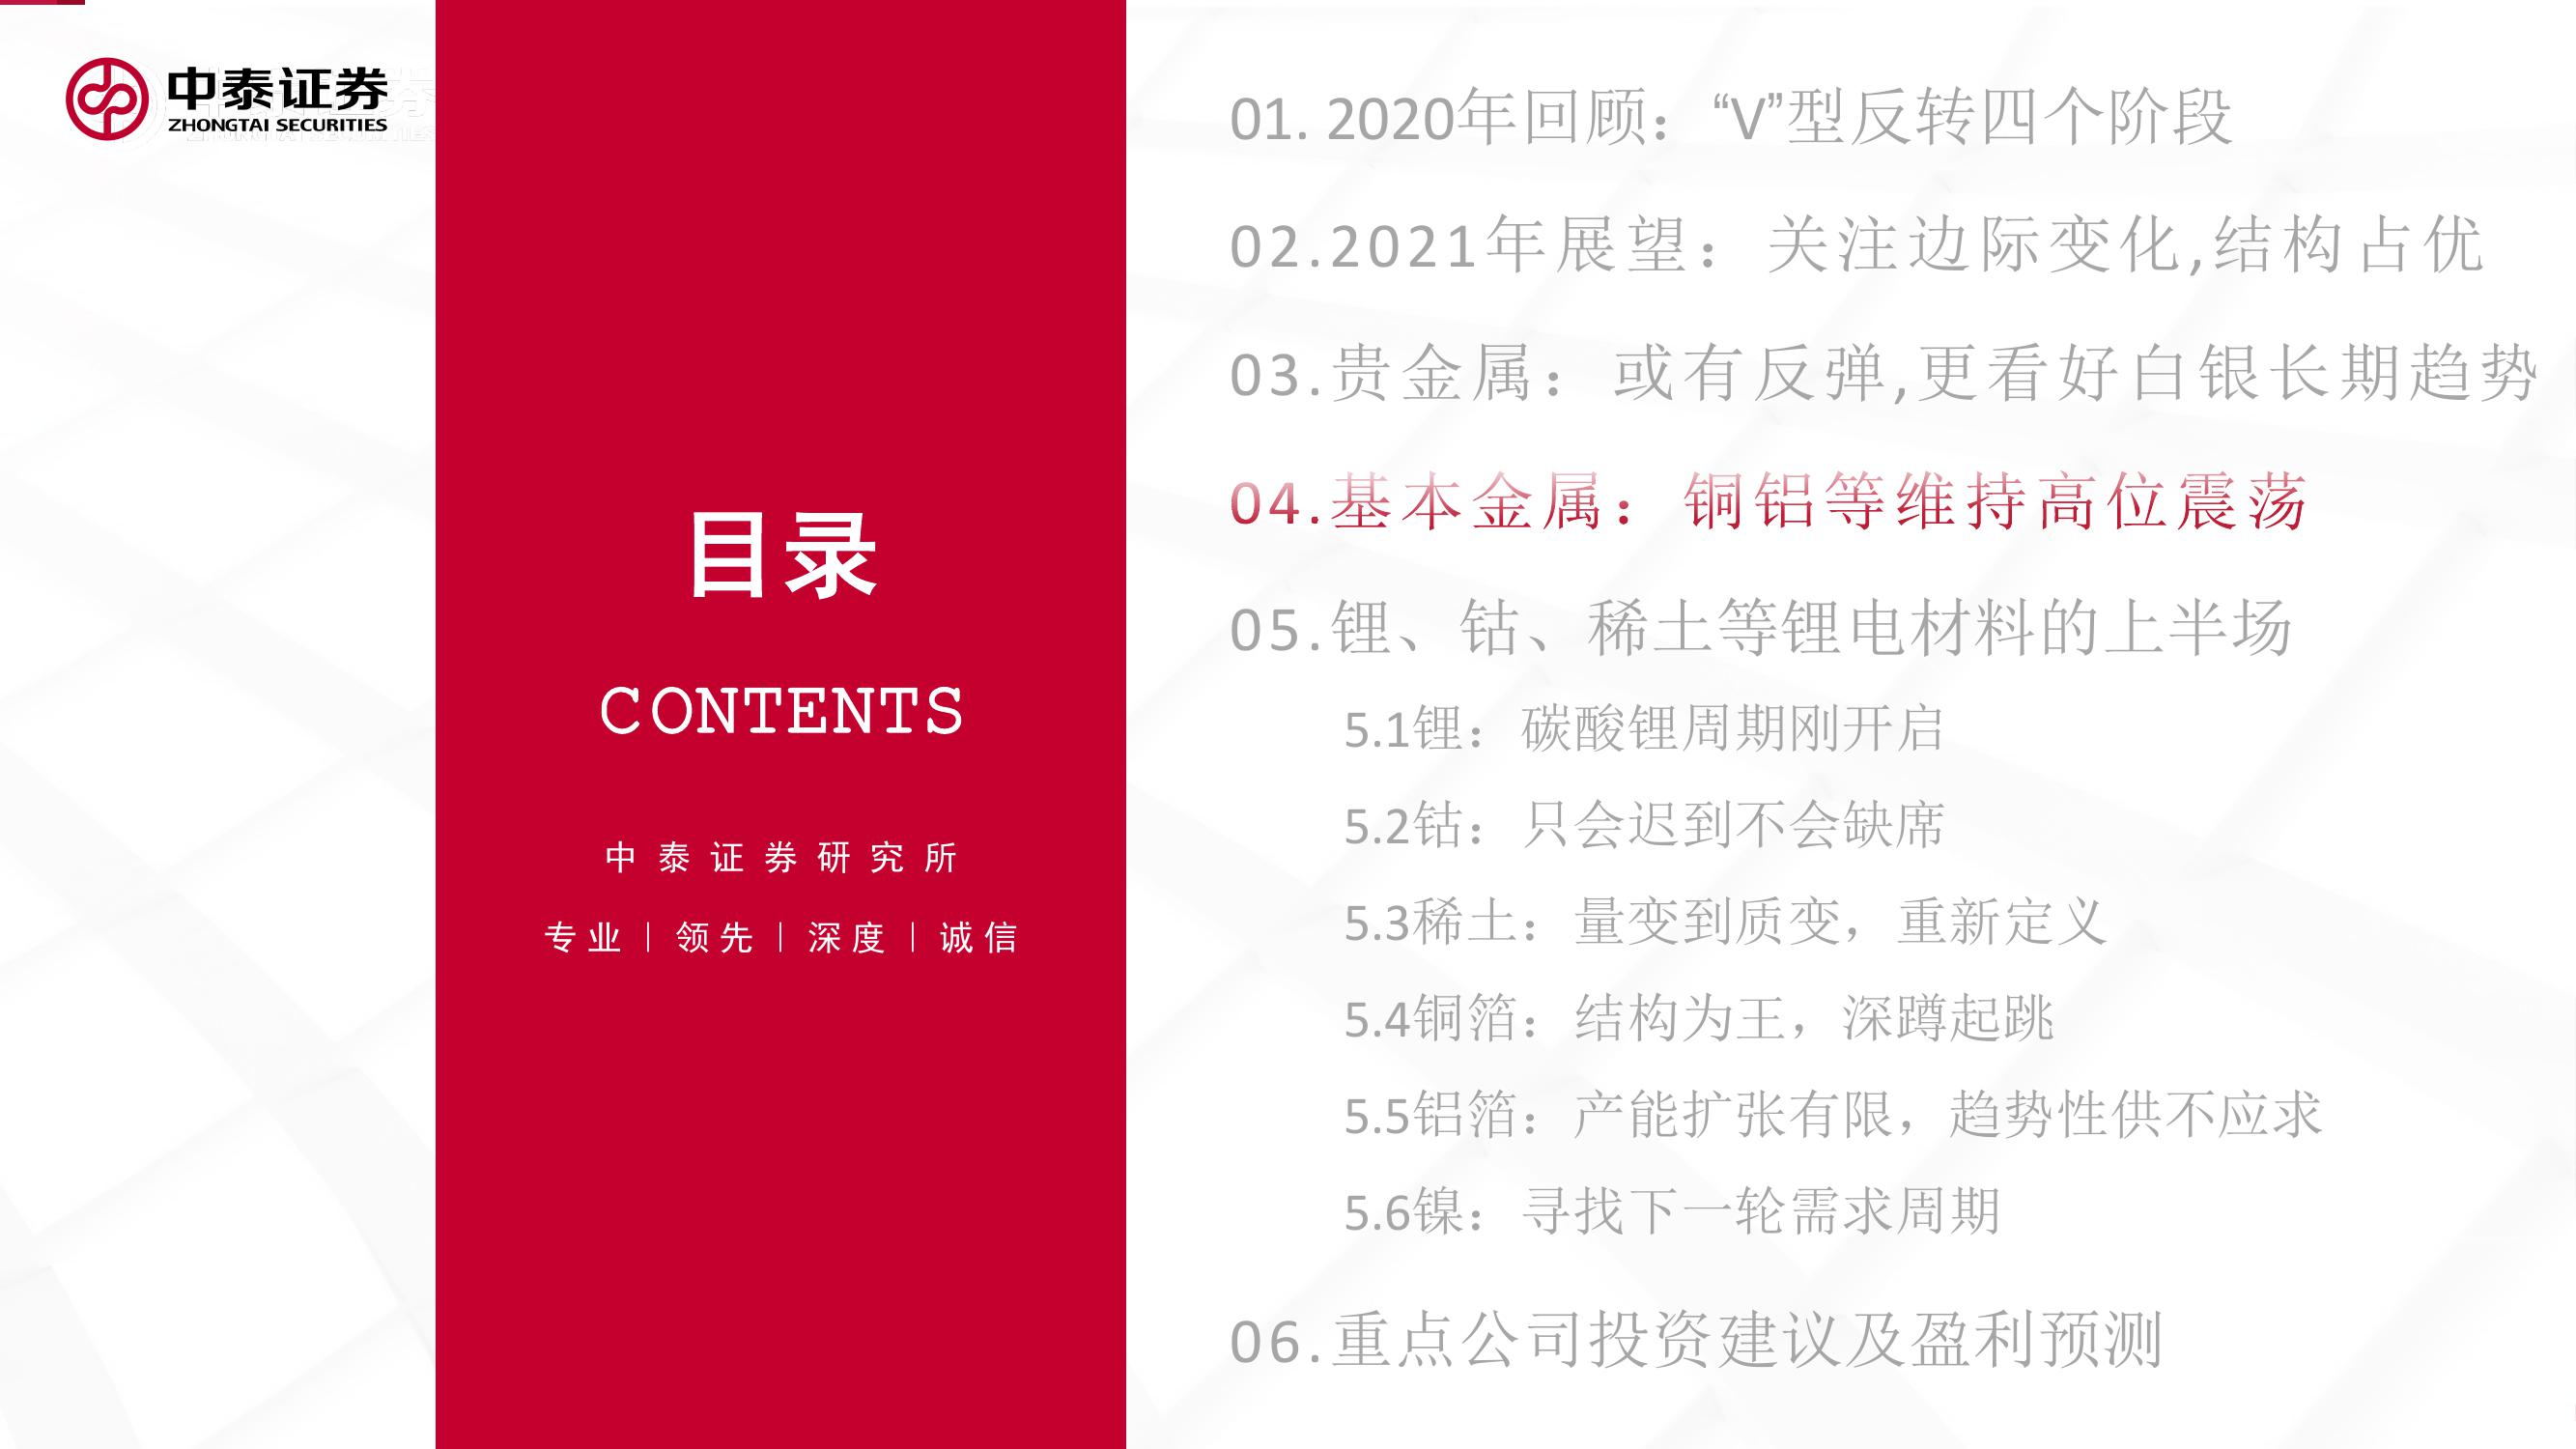 中泰证券
ZHONGTAI SECURITIES
目录
CONTENTS
中泰证券研究所
专业｜领先｜深度｜诚信
01. 2020年回顾：“V”型反转四个阶段
02.2021年展望：关注边际变化,结构占优
03.贵金属：或有反弹,更看好白银长期趋势
04.基本金属：铜铝等维持高位震荡
05.锂、钴、稀土等锂电材料的上半场
5.1锂：碳酸锂周期刚开启
5.2钴：只会迟到不会缺席
5.3稀土：量变到质变，重新定义
5.4铜箔：结构为王，深蹲起跳
5.5铝箔：产能扩张有限，趋势性供不应求
5.6镍：寻找下一轮需求周期
06.重点公司投资建议及盈利预测